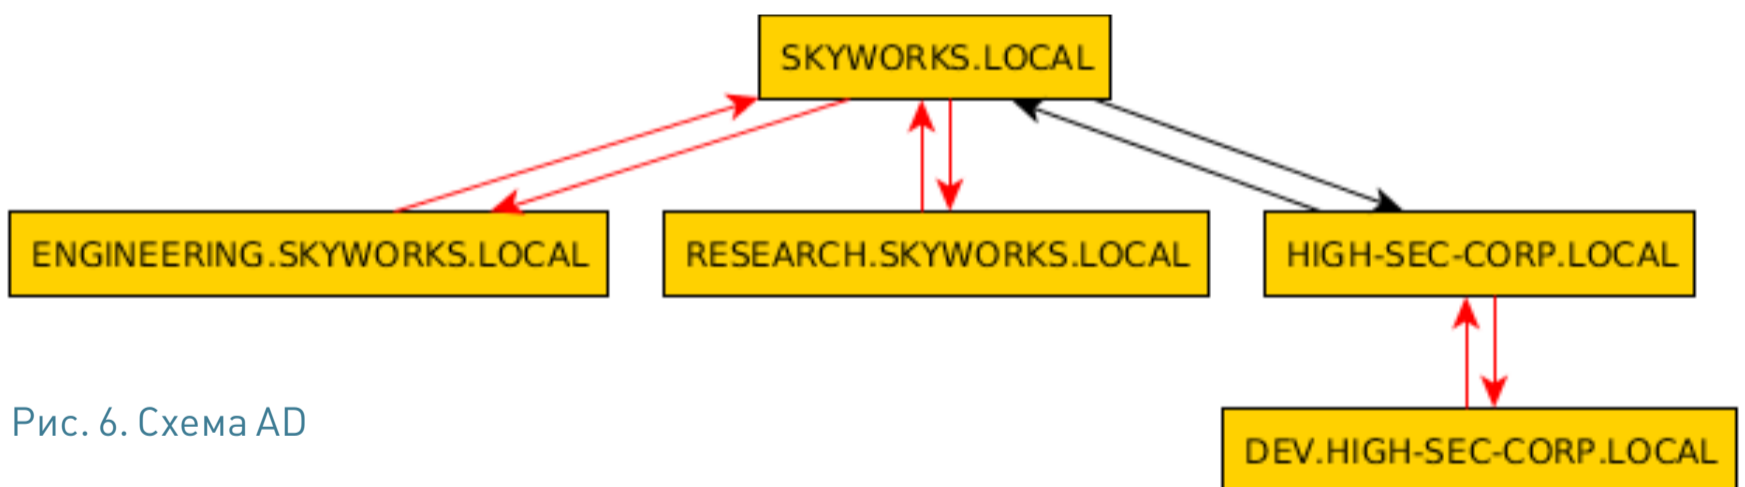 SKYWORKS.LOCAL
ENGINEERING.SKYWORKS.LOCAL
RESEARCH.SKYWORKS.LOCAL
HIGH-SEC-CORP.LOCAL
DEV.HIGH-SEC-CORP.LOCAL
Рис. 6. Схема AD